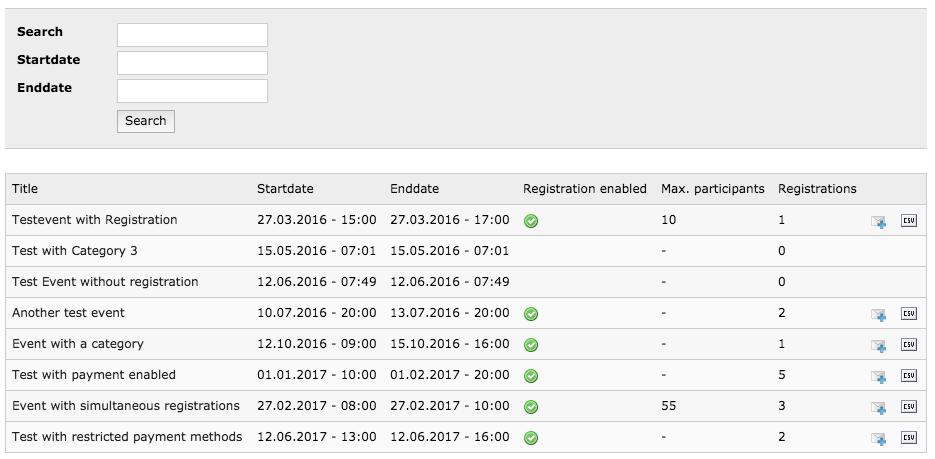 Search
Startdate
Enddate
Search
Title Startdate Enddate Registration enabled Max. participants Registrations
Testevent with Registration 27.03.2016 - 15:00 27.03.2016 - 17:00 10 1 CSV
Test with Category 3 15.05.2016 - 07:01 15.05.2016 - 07:01 - 0
Test Event without registration 12.06.2016 - 07:49 12.06.2016 - 07:49 - 0
Another test event 10.07.2016 - 20:00 13.07.2016 - 20:00 - 2 CSV
Event with a category 12.10.2016 - 09:00 15.10.2016 - 16:00 - 1 CSV
Test with payment enabled 01.01.2017 - 10:00 01.02.2017 - 20:00 - 5 CSV
Event with simultaneous registrations 27.02.2017 - 08:00 27.02.2017 - 10:00 55 3 CSV
Test with restricted payment methods 12.06.2017 - 13:00 12.06.2017 - 16:00 - 2 CSV